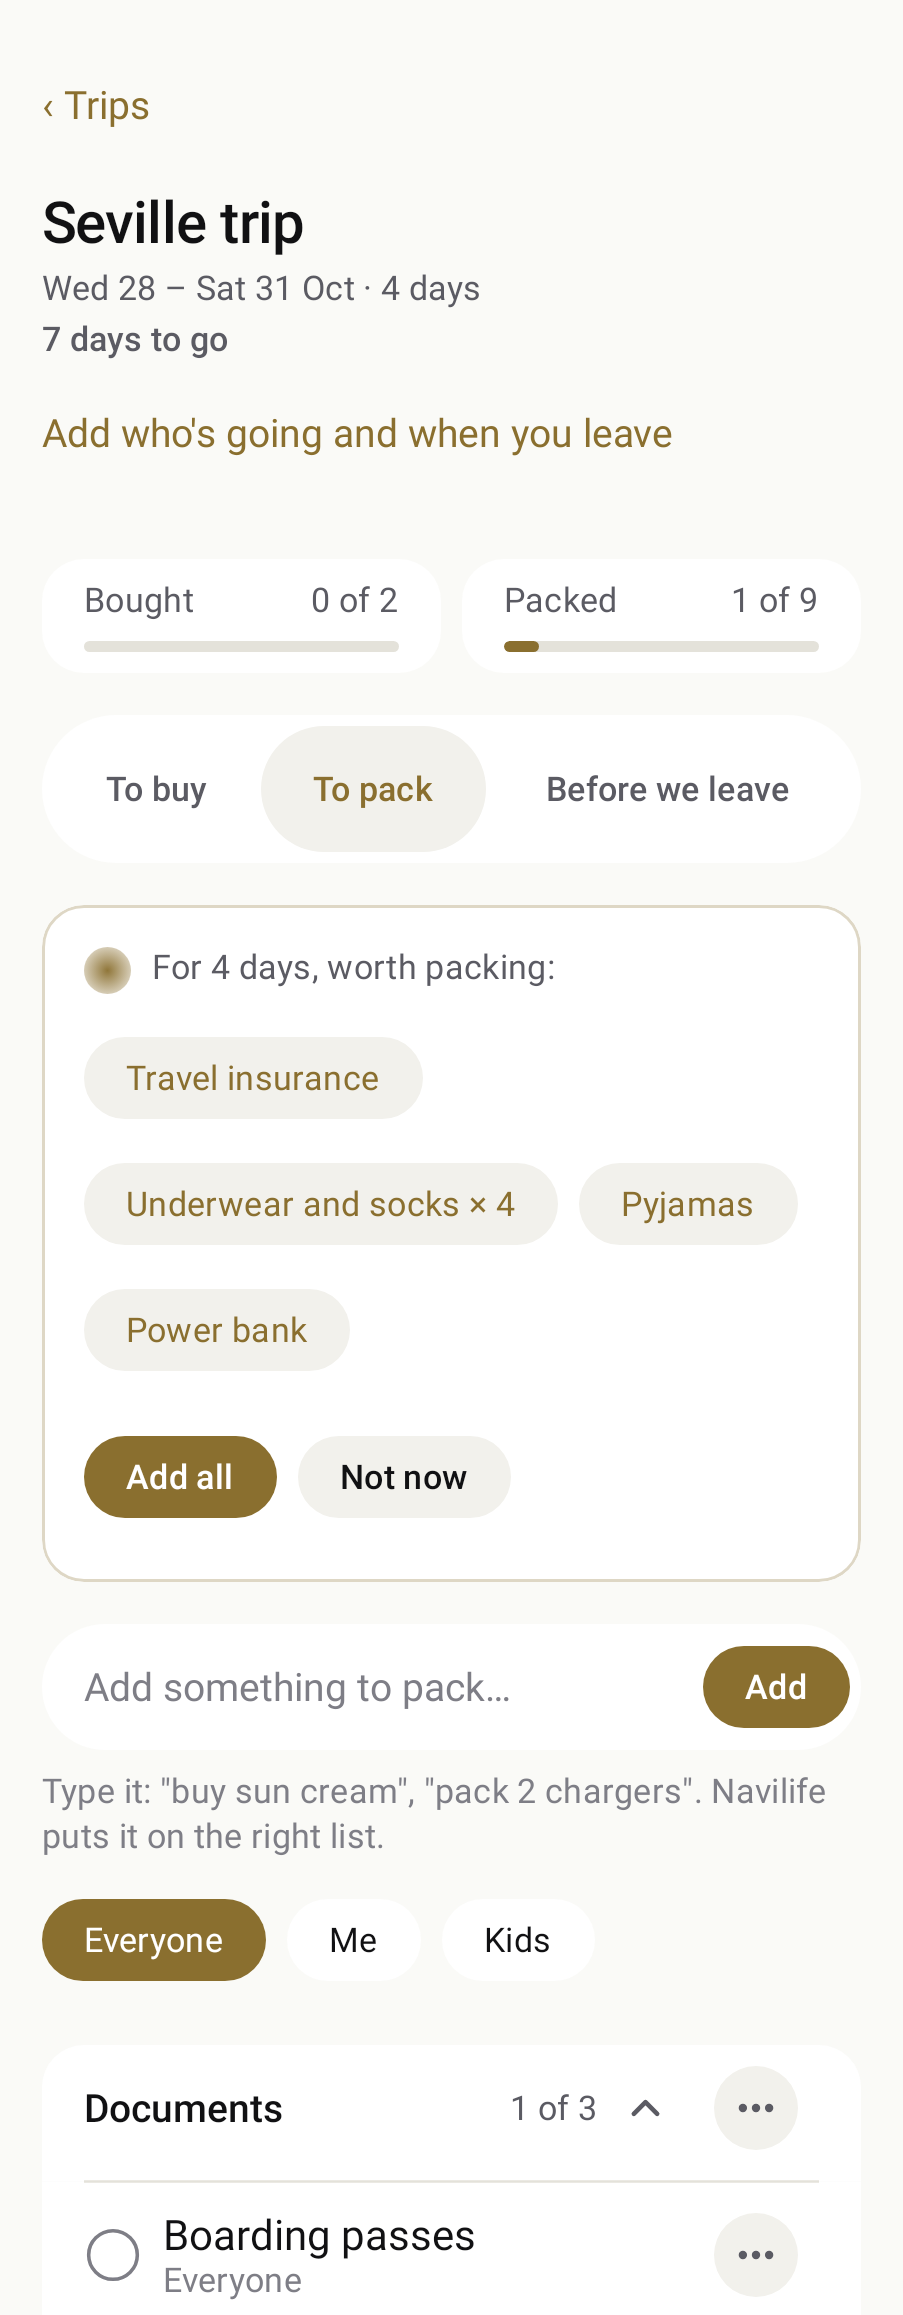 ‹ Trips
Seville trip
Wed 28 – Sat 31 Oct · 4 days
7 days to go
Add who's going and when you leave
Bought 0 of 2
Packed 1 of 9
To buy To pack Before we leave
For 4 days, worth packing:
Travel insurance
Underwear and socks × 4 Pyjamas
Power bank
Add all Not now
Add something to pack… Add
Type it: "buy sun cream", "pack 2 chargers". Navilife
puts it on the right list.
Everyone Me Kids
Documents 1 of 3
Boarding passes
Everyone